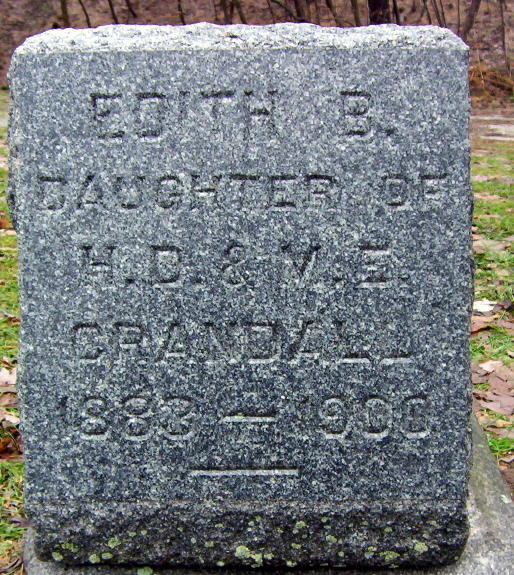 EDITH B.
DAUGHTER OF
H.D. & M.E.
CRANDALL
1883 — 1900